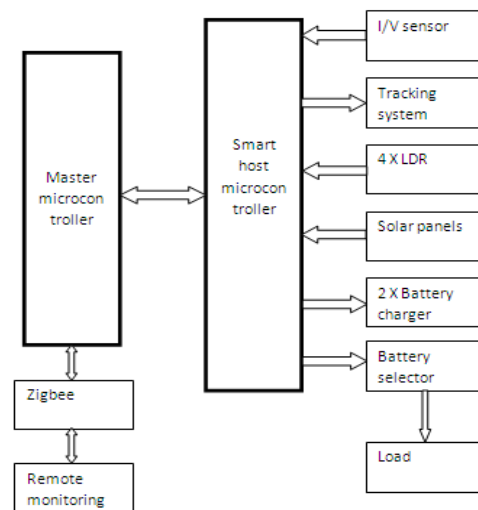 Master
microcon
troller
Zigbee
Remote
monitoring
Smart
host
microcon
troller
I/V sensor
Tracking
system
4 X LDR
Solar panels
2 X Battery
charger
Battery
selector
Load